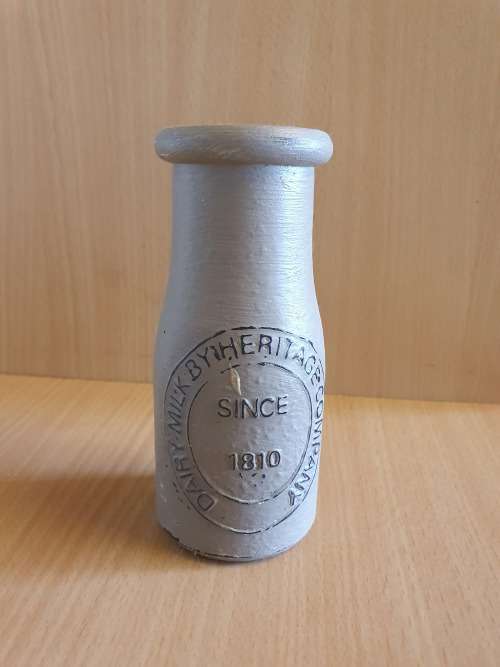 DAIRY MILK BY HERITAGE COMPANY
SINCE
1810